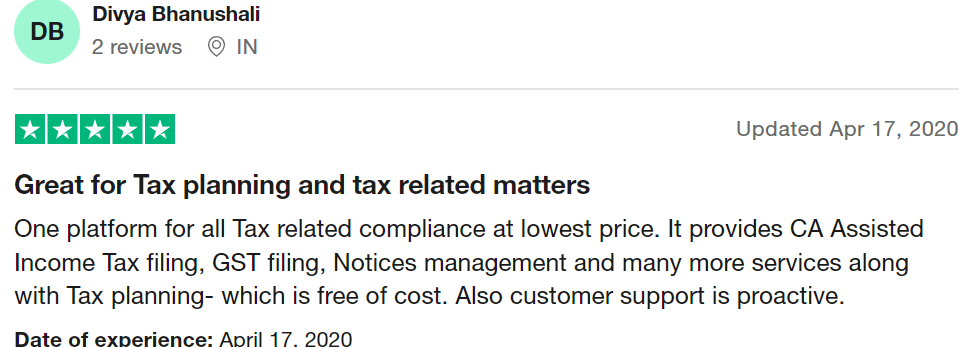 DB
Divya Bhanushali
2 reviews IN
Updated Apr 17, 2020
Great for Tax planning and tax related matters
One platform for all Tax related compliance at lowest price. It provides CA Assisted
Income Tax filing, GST filing, Notices management and many more services along
with Tax planning- which is free of cost. Also customer support is proactive.
Date of experience: April 17, 2020